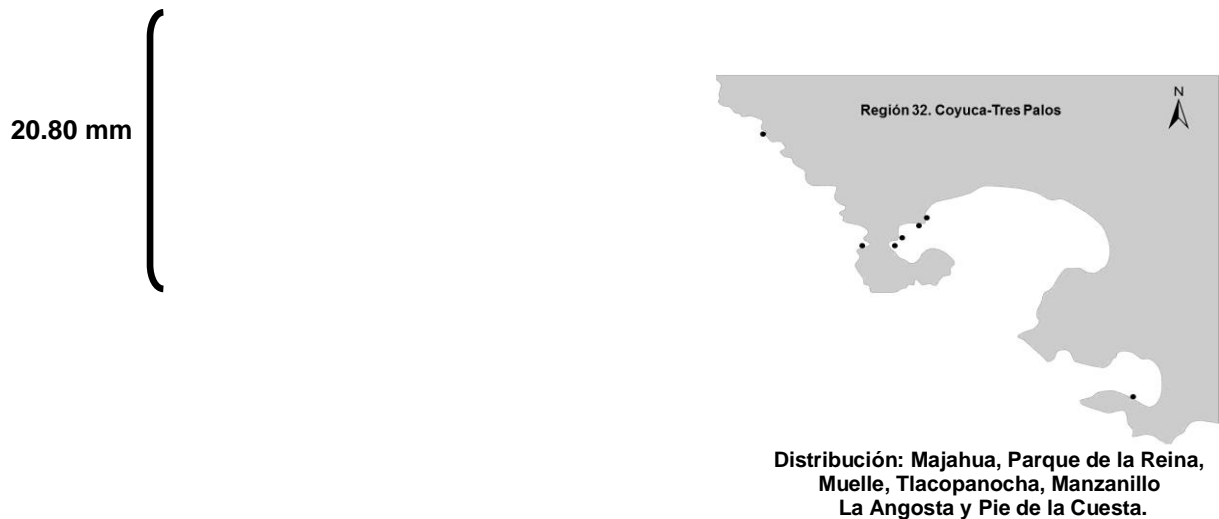 20.80 mm
Región 32. Coyuca-Tres Palos
N
Distribución: Majahua, Parque de la Reina,
Muelle, Tlacopanocha, Manzanillo
La Angosta y Pie de la Cuesta.